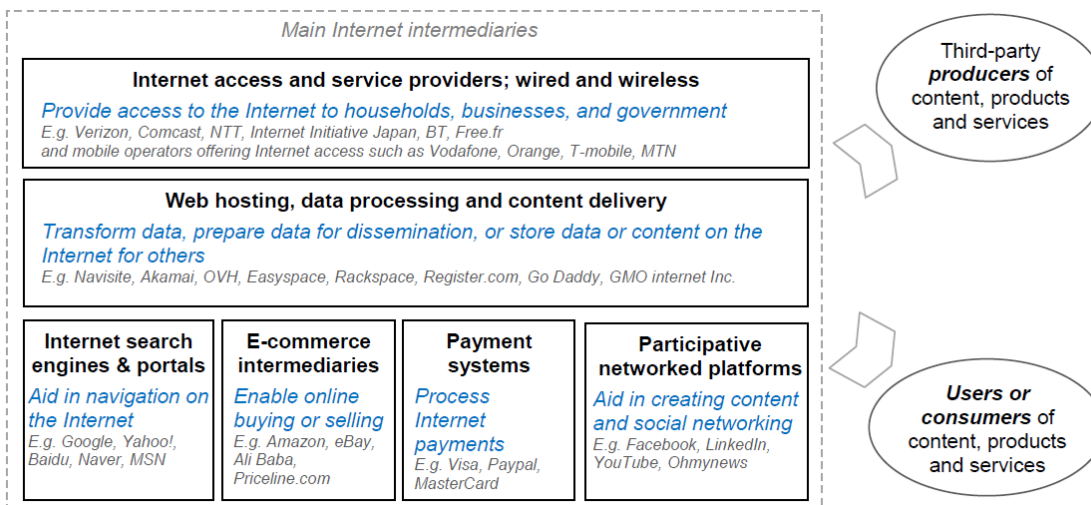 Main Internet intermediaries
Internet access and service providers; wired and wireless
Provide access to the Internet to households, businesses, and government
E.g. Verizon, Comcast, NTT, Internet Initiative Japan, BT, Free.fr
and mobile operators offering Internet access such as Vodafone, Orange, T-mobile, MTN
Web hosting, data processing and content delivery
Transform data, prepare data for dissemination, or store data or content on the
Internet for others
E.g. Navisite, Akamai, OVH, Easyspace, Rackspace, Register.com, Go Daddy, GMO internet Inc.
Internet search
engines & portals
Aid in navigation on
the Internet
E.g. Google, Yahoo!,
Baidu, Naver, MSN
E-commerce
intermediaries
Enable online
buying or selling
E.g. Amazon, eBay,
Ali Baba,
Priceline.com
Payment
systems
Process
Internet
payments
E.g. Visa, Paypal,
MasterCard
Participative
networked platforms
Aid in creating content
and social networking
E.g. Facebook, LinkedIn,
YouTube, Ohmynews
Third-party
producers of
content, products
and services
Users or
consumers of
content, products
and services